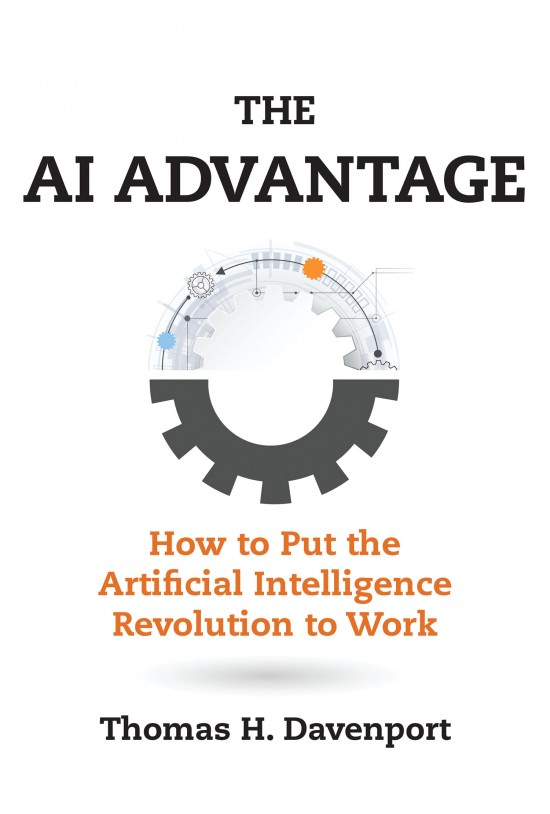 THE
AI ADVANTAGE
How to Put the
Artificial Intelligence
Revolution to Work
Thomas H. Davenport